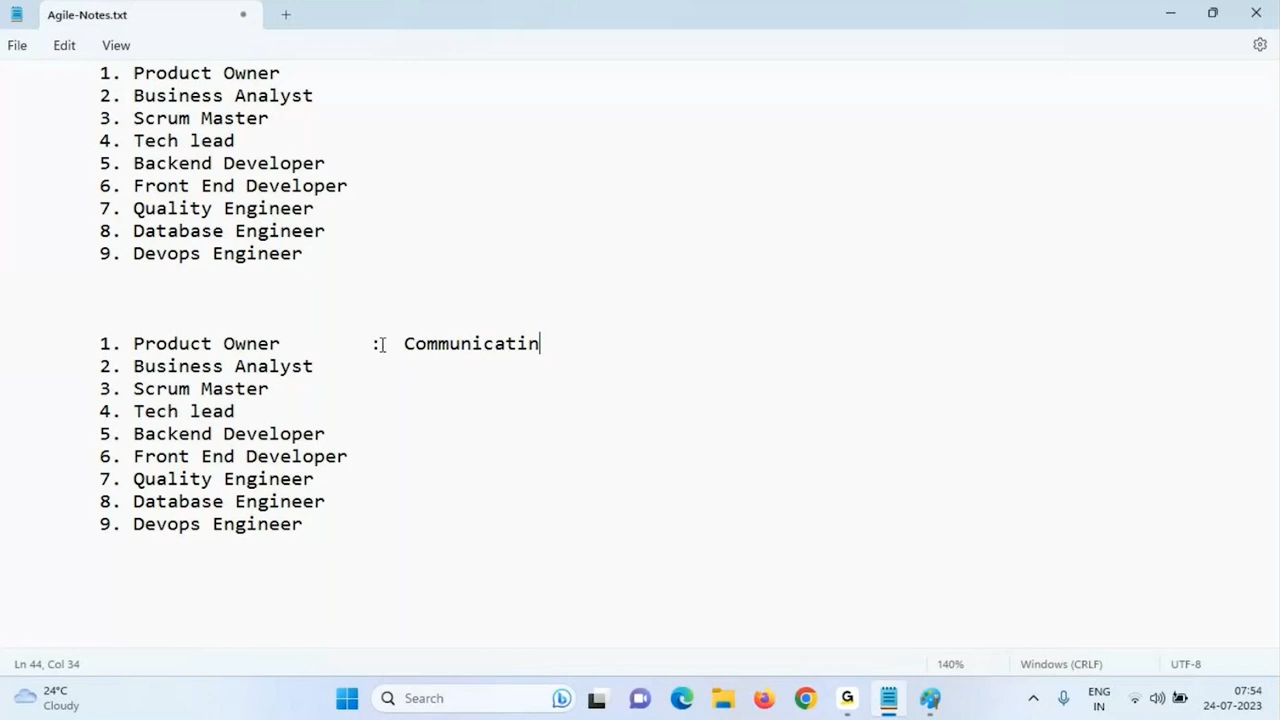 Agile-Notes.txt
File Edit View
1. Product Owner
2. Business Analyst
3. Scrum Master
4. Tech lead
5. Backend Developer
6. Front End Developer
7. Quality Engineer
8. Database Engineer
9. Devops Engineer
1. Product Owner : Communicatin
2. Business Analyst
3. Scrum Master
4. Tech lead
5. Backend Developer
6. Front End Developer
7. Quality Engineer
8. Database Engineer
9. Devops Engineer
Ln 44, Col 34 140% Windows (CRLF) UTF-8
24°C Cloudy Search ENG IN 07:54 24-07-2023